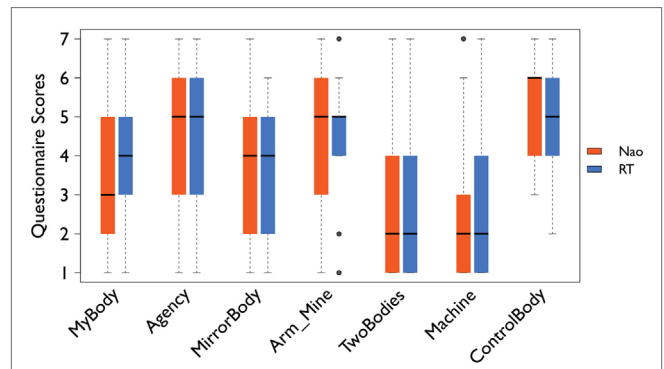 Questionnaire Scores
7
6
5
4
3
2
1
MyBody
Agency
MirrorBody
Arm_Mine
TwoBodies
Machine
ControlBody
Nao
RT